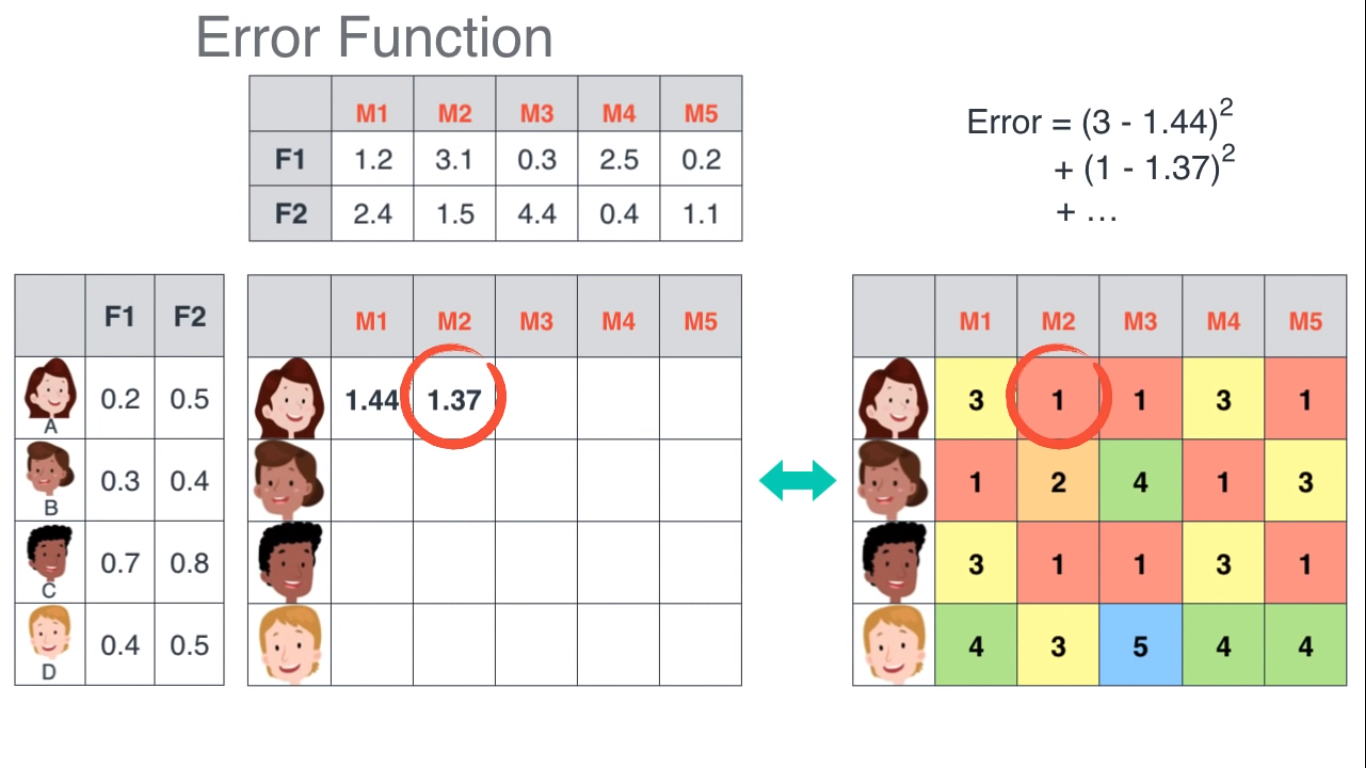 Error Function
M1 M2 M3 M4 M5
F1 1.2 3.1 0.3 2.5 0.2
F2 2.4 1.5 4.4 0.4 1.1
Error = (3 - 1.44)²
+ (1 - 1.37)²
+ …
F1 F2
A 0.2 0.5
B 0.3 0.4
C 0.7 0.8
D 0.4 0.5
M1 M2 M3 M4 M5
1.44 1.37
M1 M2 M3 M4 M5
3 1 1 3 1
1 2 4 1 3
3 1 1 3 1
4 3 5 4 4